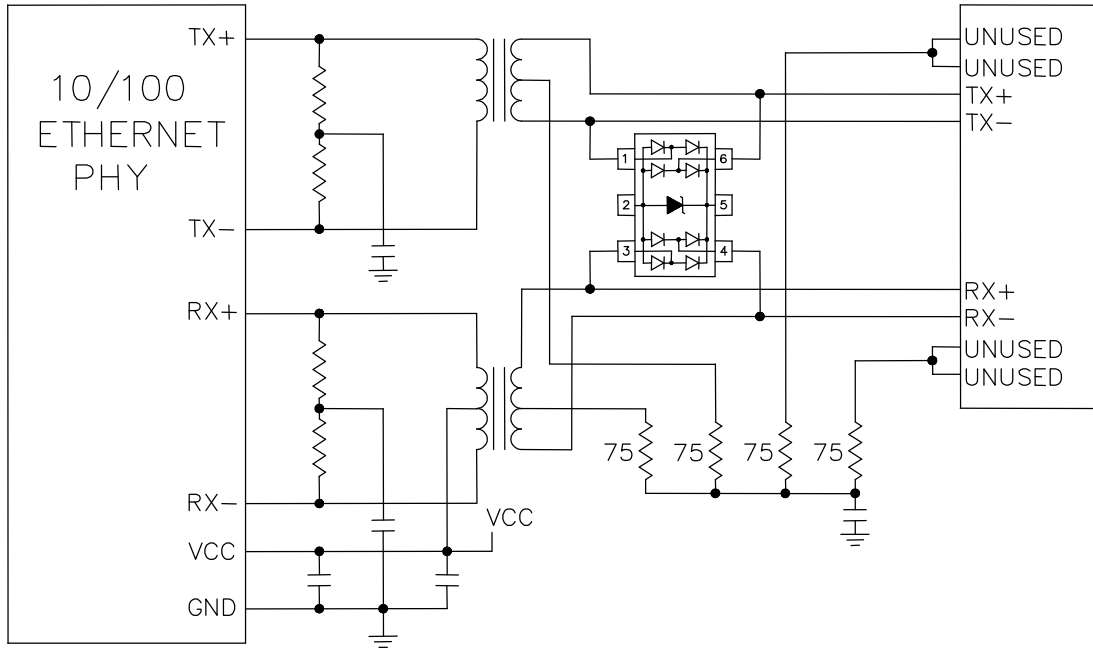 10/100
ETHERNET
PHY
TX+
TX-
RX+
RX-
VCC
GND
VCC
1
2
3
6
5
4
75
75
75
75
UNUSED
UNUSED
TX+
TX-
RX+
RX-
UNUSED
UNUSED